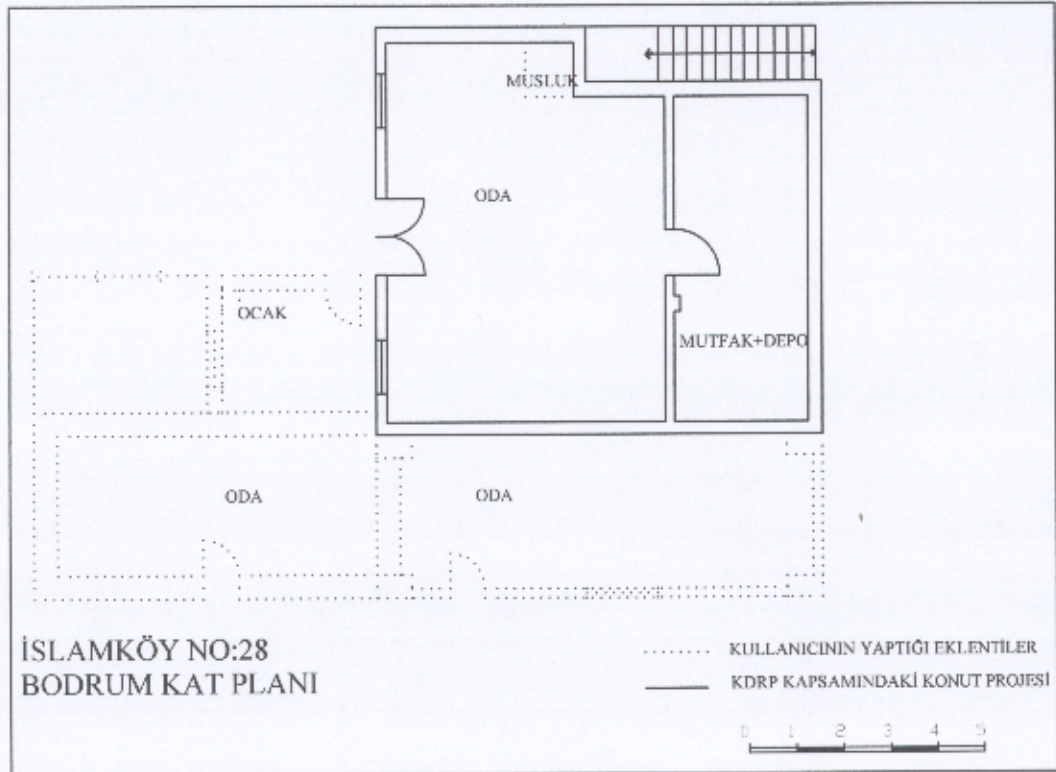 MUSLUK
ODA
OCAK
MUTFAK+DEPO
ODA
ODA
İSLAMKÖY NO:28
BODRUM KAT PLANI
KULLANICININ YAPTIĞI EKLENTİLER
KDRP KAPSAMINDAKİ KONUT PROJESİ
0 1 2 3 4 5